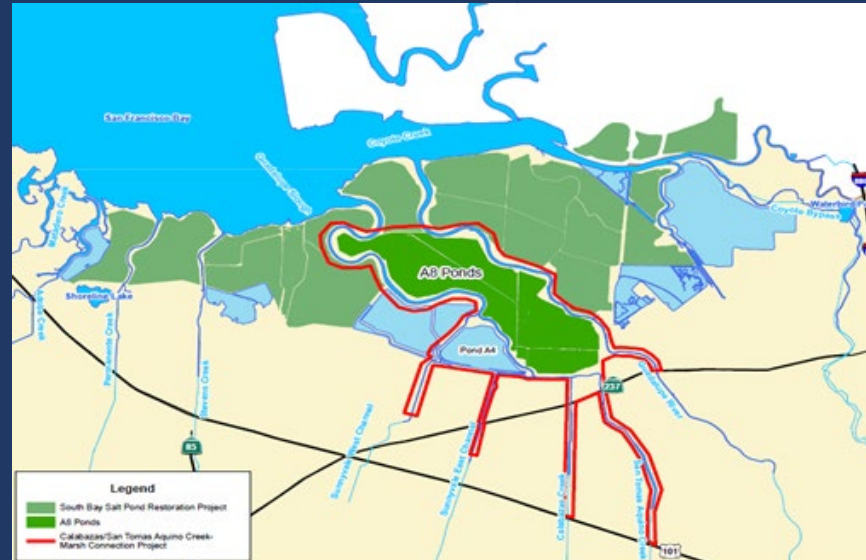 San Francisco Bay
Coyote Creek
Guadalupe Slough
Coyote Bypass
Shoreline Lake
A8 Ponds
Pond A4
Permanente Creek
Stevens Creek
Guadalupe River
237
85
Sunnyvale West Channel
Sunnyvale East Channel
Calabazas Creek
San Tomas Aquino Creek
101
Legend
South Bay Salt Pond Restoration Project
A8 Ponds
Calabazas/San Tomas Aquino Creek-
Marsh Connection Project